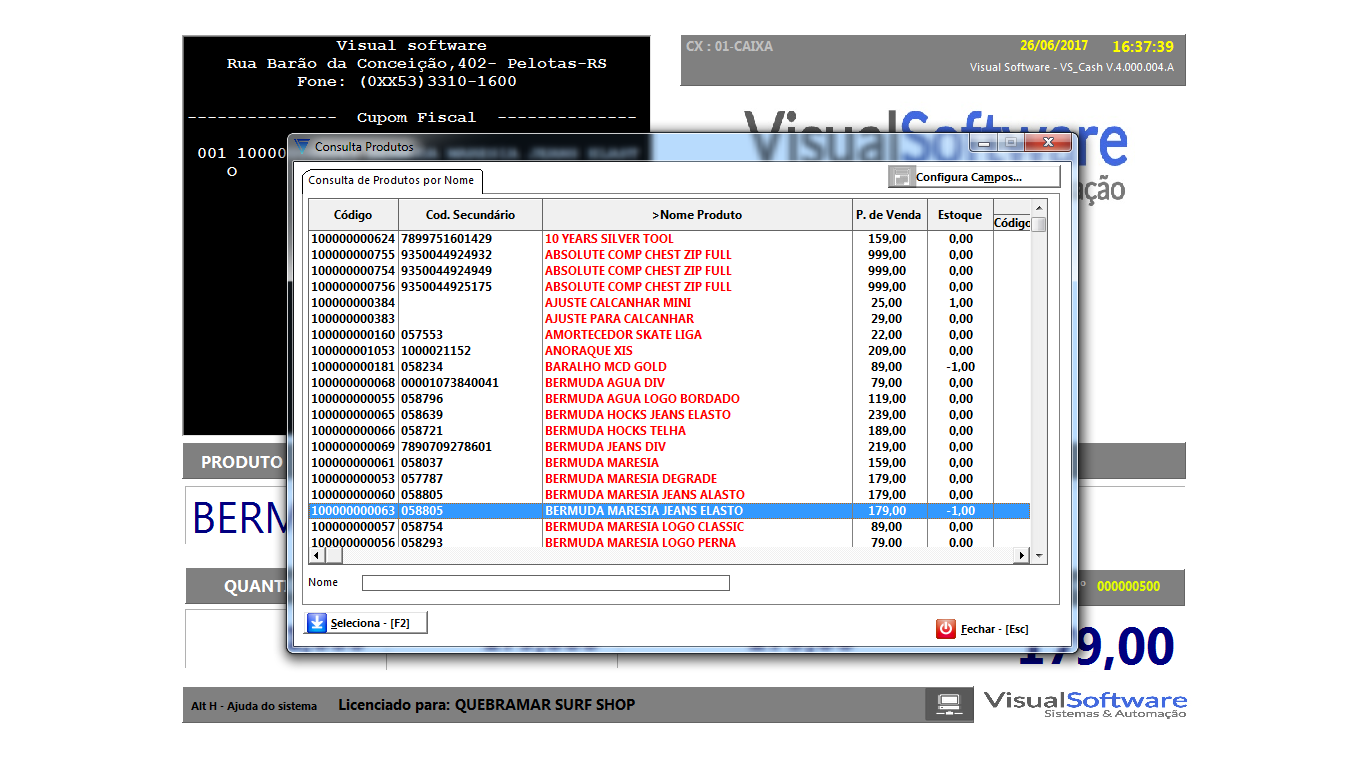 Visual software
Rua Barão da Conceição,402- Pelotas-RS
Fone: (0XX53)3310-1600
--------------- Cupom Fiscal --------------
001 10000
O
CX : 01-CAIXA
26/06/2017 16:37:39
Visual Software - VS_Cash V.4.000.004.A
VisualSoftware
ação
Consulta Produtos
Consulta de Produtos por Nome
Configura Campos...
Código Cod. Secundário >Nome Produto P. de Venda Estoque Código
100000000624 7899751601429 10 YEARS SILVER TOOL 159,00 0,00
100000000755 9350044924932 ABSOLUTE COMP CHEST ZIP FULL 999,00 0,00
100000000754 9350044924949 ABSOLUTE COMP CHEST ZIP FULL 999,00 0,00
100000000756 9350044925175 ABSOLUTE COMP CHEST ZIP FULL 999,00 0,00
100000000384 AJUSTE CALCANHAR MINI 25,00 1,00
100000000383 AJUSTE PARA CALCANHAR 29,00 0,00
100000000160 057553 AMORTECEDOR SKATE LIGA 22,00 0,00
100000001053 1000021152 ANORAQUE XIS 209,00 0,00
100000000181 058234 BARALHO MCD GOLD 89,00 -1,00
100000000068 00001073840041 BERMUDA AGUA DIV 79,00 0,00
100000000055 058796 BERMUDA AGUA LOGO BORDADO 119,00 0,00
100000000065 058639 BERMUDA HOCKS JEANS ELASTO 239,00 0,00
100000000066 058721 BERMUDA HOCKS TELHA 189,00 0,00
100000000069 7890709278601 BERMUDA JEANS DIV 219,00 0,00
100000000061 058037 BERMUDA MARESIA 159,00 0,00
100000000053 057787 BERMUDA MARESIA DEGRADE 179,00 0,00
100000000060 058805 BERMUDA MARESIA JEANS ALASTO 179,00 0,00
100000000063 058805 BERMUDA MARESIA JEANS ELASTO 179,00 -1,00
100000000057 058754 BERMUDA MARESIA LOGO CLASSIC 89,00 0,00
100000000056 058293 BERMUDA MARESIA LOGO PERNA 79,00 0,00
Nome
Seleciona - [F2]
Fechar - [Esc]
PRODUTO
BERM
QUANT
º 000000500
179,00
Alt H - Ajuda do sistema
Licenciado para: QUEBRAMAR SURF SHOP
VisualSoftware
Sistemas & Automação